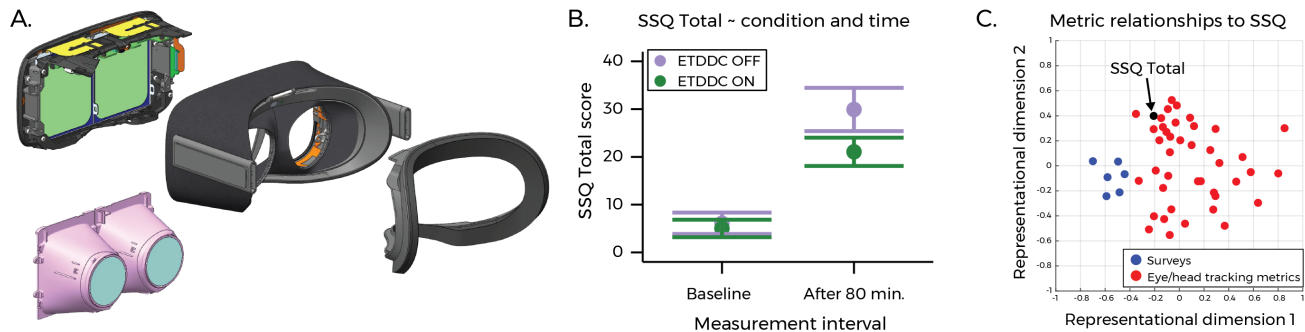 A.
B.
SSQ Total ~ condition and time
ETDDC OFF
ETDDC ON
SSQ Total score
40
30
20
10
0
Baseline
After 80 min.
Measurement interval
C.
Metric relationships to SSQ
SSQ Total
Representational dimension 2
1
0.8
0.6
0.4
0.2
0
-0.2
-0.4
-0.6
-0.8
-1
Surveys
Eye/head tracking metrics
-1 -0.8 -0.6 -0.4 -0.2 0 0.2 0.4 0.6 0.8 1
Representational dimension 1